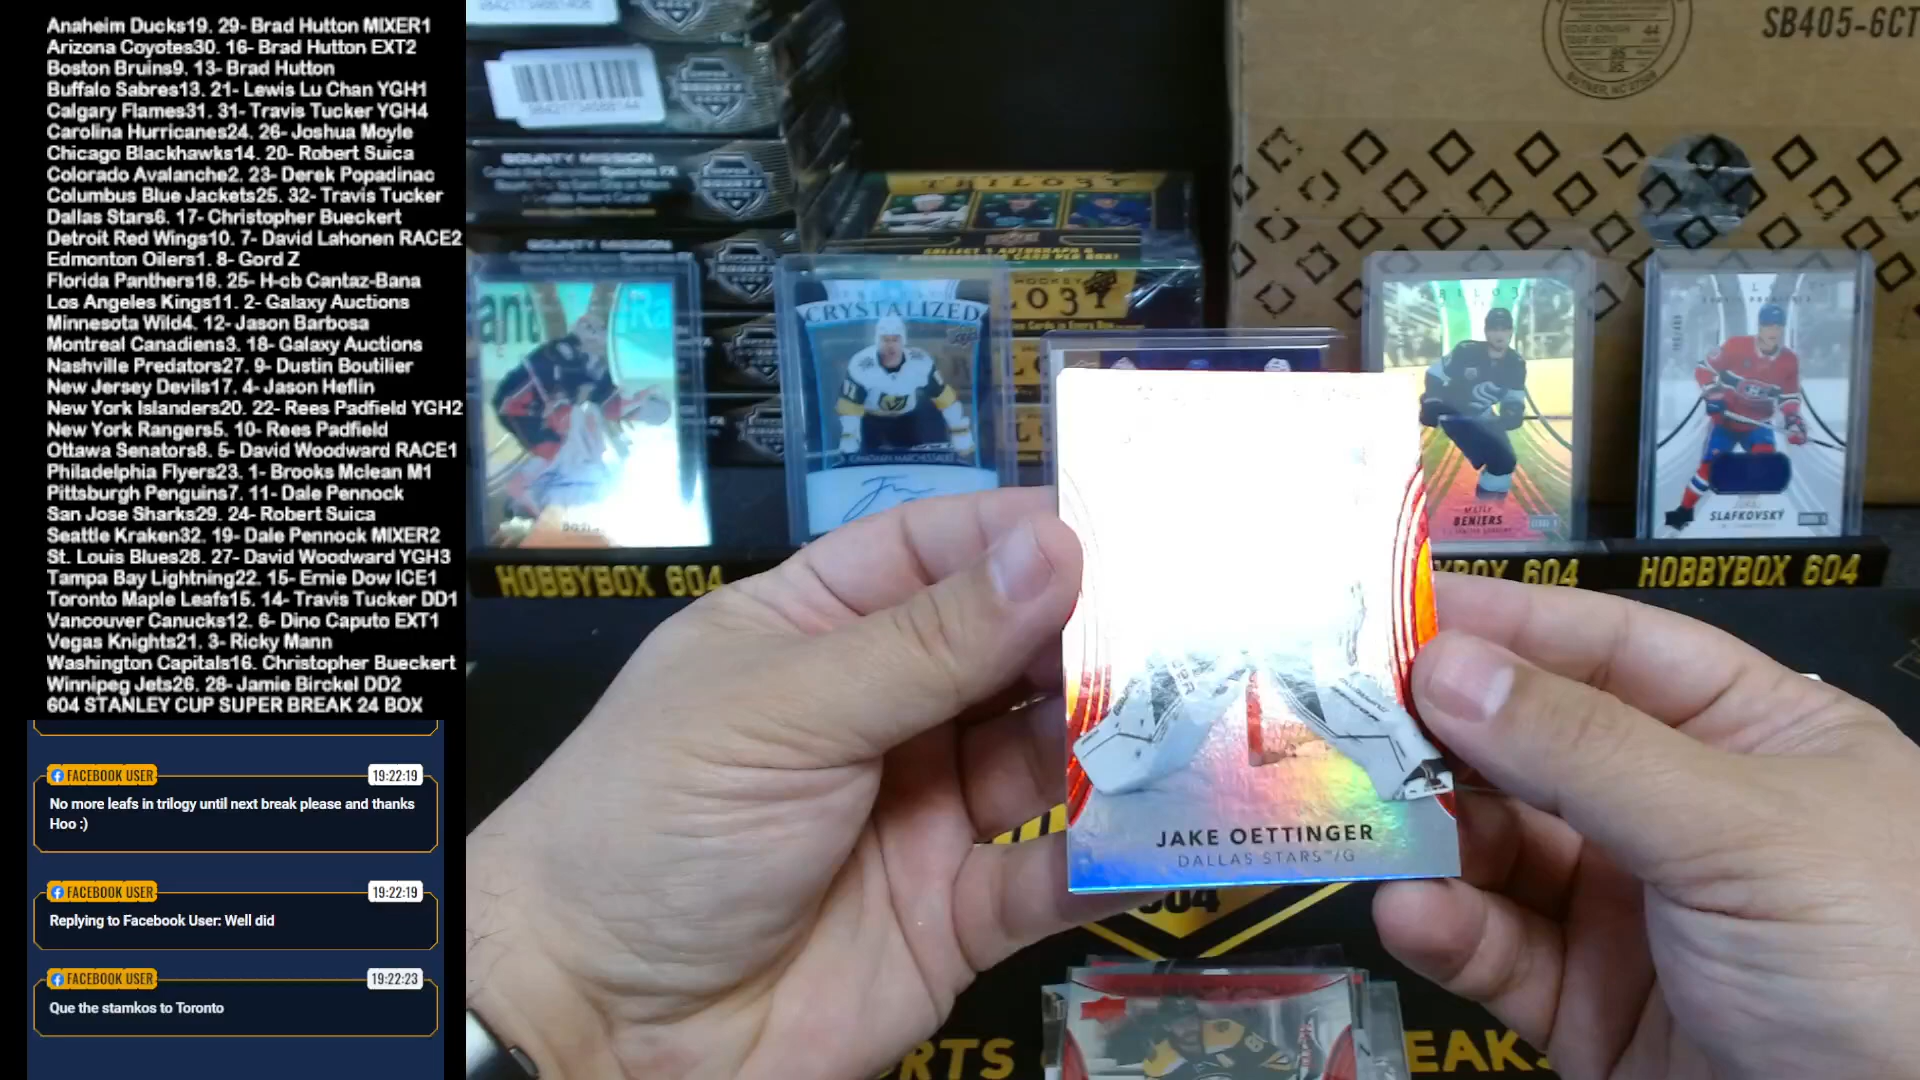 Anaheim Ducks19. 29- Brad Hutton MIXER1
Arizona Coyotes30. 16- Brad Hutton EXT2
Boston Bruins9. 13- Brad Hutton
Buffalo Sabres13. 21- Lewis Lu Chan YGH1
Calgary Flames31. 31- Travis Tucker YGH4
Carolina Hurricanes24. 26- Joshua Moyle
Chicago Blackhawks14. 20- Robert Suica
Colorado Avalanche2. 23- Derek Popadinac
Columbus Blue Jackets25. 32- Travis Tucker
Dallas Stars6. 17- Christopher Bueckert
Detroit Red Wings10. 7- David Lahonen RACE2
Edmonton Oilers1. 8- Gord Z
Florida Panthers18. 25- H-cb Cantaz-Bana
Los Angeles Kings11. 2- Galaxy Auctions
Minnesota Wild4. 12- Jason Barbosa
Montreal Canadiens3. 18- Galaxy Auctions
Nashville Predators27. 9- Dustin Boutilier
New Jersey Devils17. 4- Jason Heflin
New York Islanders20. 22- Rees Padfield YGH2
New York Rangers5. 10- Rees Padfield
Ottawa Senators8. 5- David Woodward RACE1
Philadelphia Flyers23. 1- Brooks Mclean M1
Pittsburgh Penguins7. 11- Dale Pennock
San Jose Sharks29. 24- Robert Suica
Seattle Kraken32. 19- Dale Pennock MIXER2
St. Louis Blues28. 27- David Woodward YGH3
Tampa Bay Lightning22. 15- Ernie Dow ICE1
Toronto Maple Leafs15. 14- Travis Tucker DD1
Vancouver Canucks12. 6- Dino Caputo EXT1
Vegas Knights21. 3- Ricky Mann
Washington Capitals16. Christopher Bueckert
Winnipeg Jets26. 28- Jamie Birckel DD2
604 STANLEY CUP SUPER BREAK 24 BOX
FACEBOOK USER 19:22:19
No more leafs in trilogy until next break please and thanks
Hoo :)
FACEBOOK USER 19:22:19
Replying to Facebook User: Well did
FACEBOOK USER 19:22:23
Que the stamkos to Toronto
SB405-6CT
BOUNTY MISSION
BOUNTY MISSION
TRILO3Y
HOCKEY
CRYSTALIZED
JONATHAN MARCHESSAULT
BENIERS
SLAFKOVSKÝ
HOBBYBOX 604
604
HOBBYBOX 604
JAKE OETTINGER
DALLAS STARS / G
604